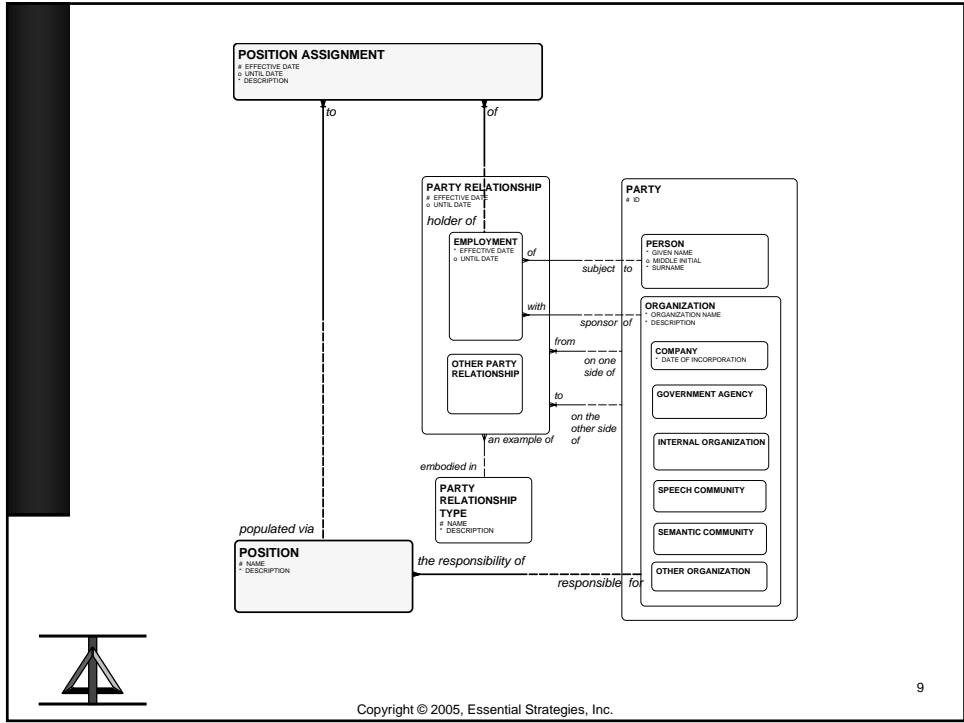 POSITION ASSIGNMENT
# EFFECTIVE DATE
o UNTIL DATE
* DESCRIPTION
to
of
PARTY RELATIONSHIP
# EFFECTIVE DATE
o UNTIL DATE
holder of
EMPLOYMENT
* EFFECTIVE DATE
o UNTIL DATE
OTHER PARTY
RELATIONSHIP
of
subject to
with
sponsor of
from
on one
side of
to
on the
other side
of
PARTY
# ID
PERSON
* GIVEN NAME
o MIDDLE INITIAL
* SURNAME
ORGANIZATION
* ORGANIZATION NAME
* DESCRIPTION
COMPANY
* DATE OF INCORPORATION
GOVERNMENT AGENCY
INTERNAL ORGANIZATION
SPEECH COMMUNITY
SEMANTIC COMMUNITY
OTHER ORGANIZATION
an example of
embodied in
PARTY
RELATIONSHIP
TYPE
# NAME
* DESCRIPTION
populated via
POSITION
# NAME
* DESCRIPTION
the responsibility of
responsible for
9
Copyright © 2005, Essential Strategies, Inc.